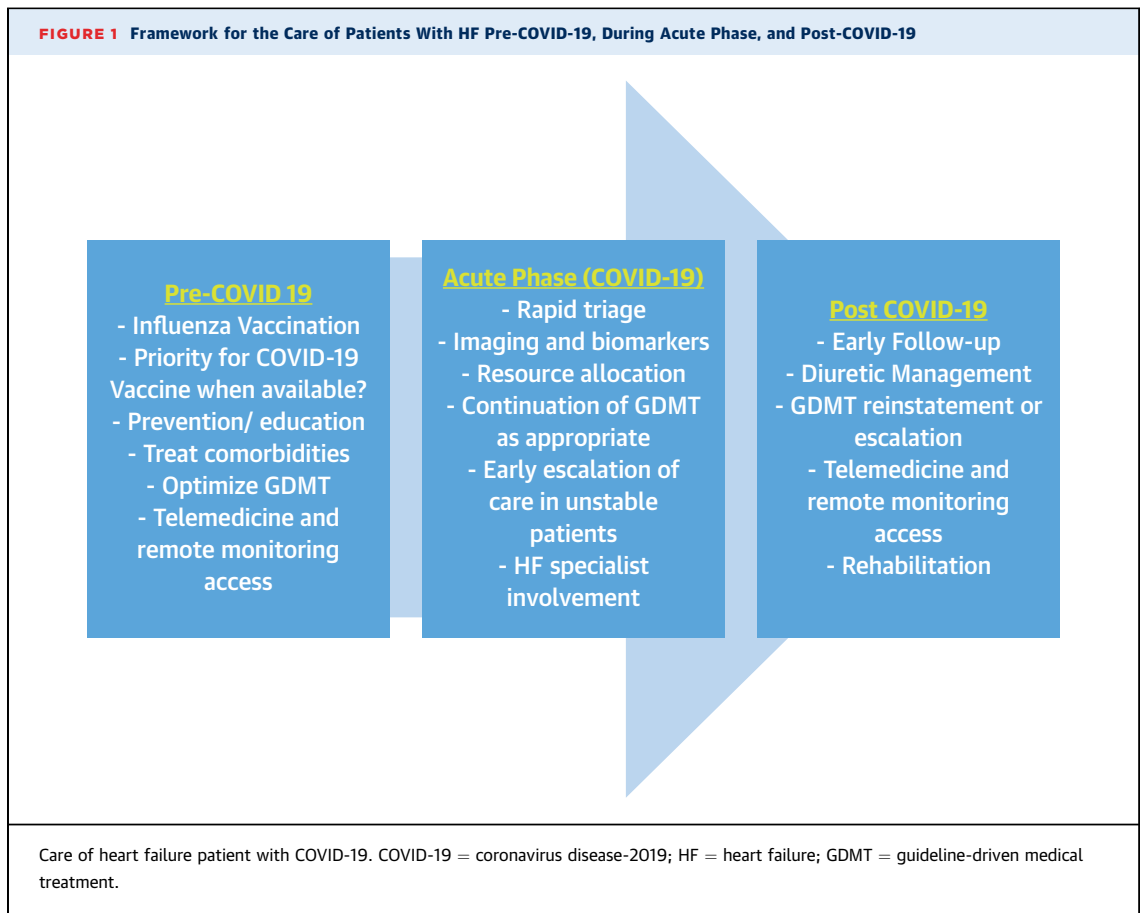 FIGURE 1 Framework for the Care of Patients With HF Pre-COVID-19, During Acute Phase, and Post-COVID-19
Pre-COVID 19
- Influenza Vaccination
- Priority for COVID-19
Vaccine when available?
- Prevention/ education
- Treat comorbidities
- Optimize GDMT
- Telemedicine and
remote monitoring
access
Acute Phase (COVID-19)
- Rapid triage
- Imaging and biomarkers
- Resource allocation
- Continuation of GDMT
as appropriate
- Early escalation of
care in unstable
patients
- HF specialist
involvement
Post COVID-19
- Early Follow-up
- Diuretic Management
- GDMT reinstatement or
escalation
- Telemedicine and
remote monitoring
access
- Rehabilitation
Care of heart failure patient with COVID-19. COVID-19 = coronavirus disease-2019; HF = heart failure; GDMT = guideline-driven medical
treatment.